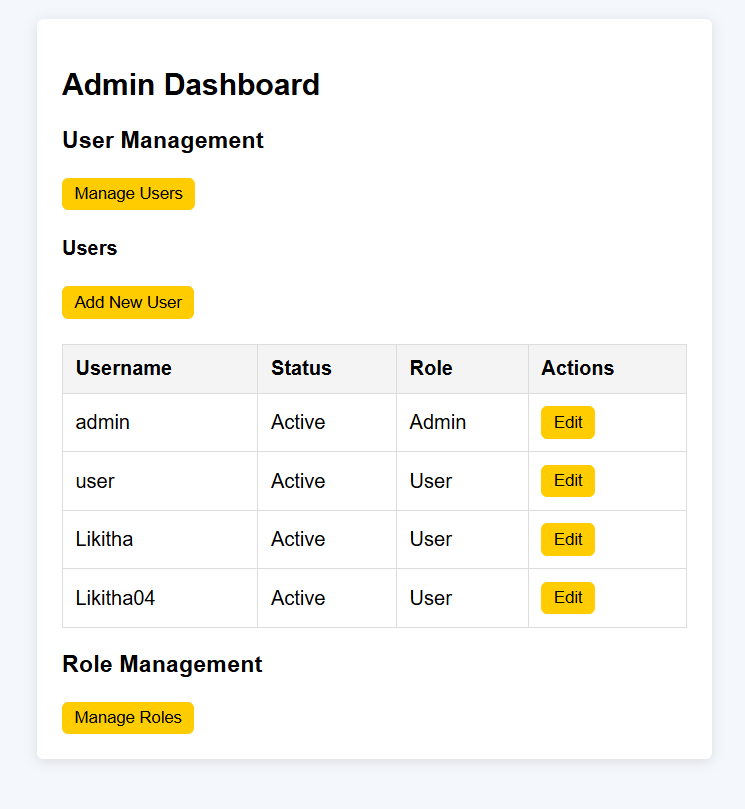 Admin Dashboard
User Management
Manage Users
Users
Add New User
Username Status Role Actions
admin Active Admin Edit
user Active User Edit
Likitha Active User Edit
Likitha04 Active User Edit
Role Management
Manage Roles